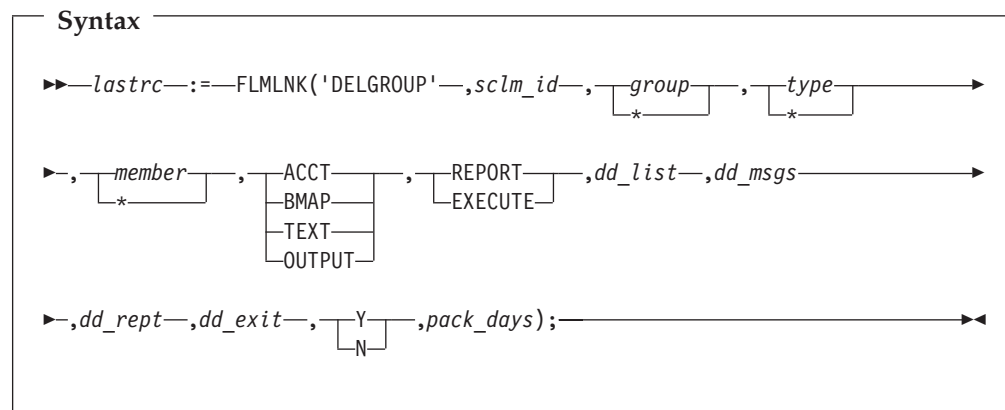 Syntax
lastrc := FLMLNK('DELGROUP' ,sclm_id , group , type
* *
, member , ACCT , REPORT ,dd_list ,dd_msgs
* BMAP EXECUTE
TEXT
OUTPUT
,dd_rept ,dd_exit , Y ,pack_days);
N